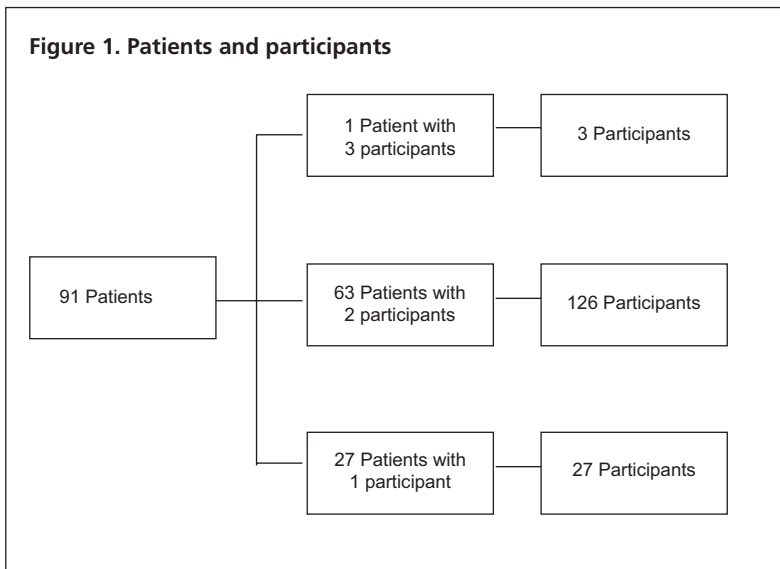 Figure 1. Patients and participants
1 Patient with
3 participants
3 Participants
91 Patients
63 Patients with
2 participants
126 Participants
27 Patients with
1 participant
27 Participants